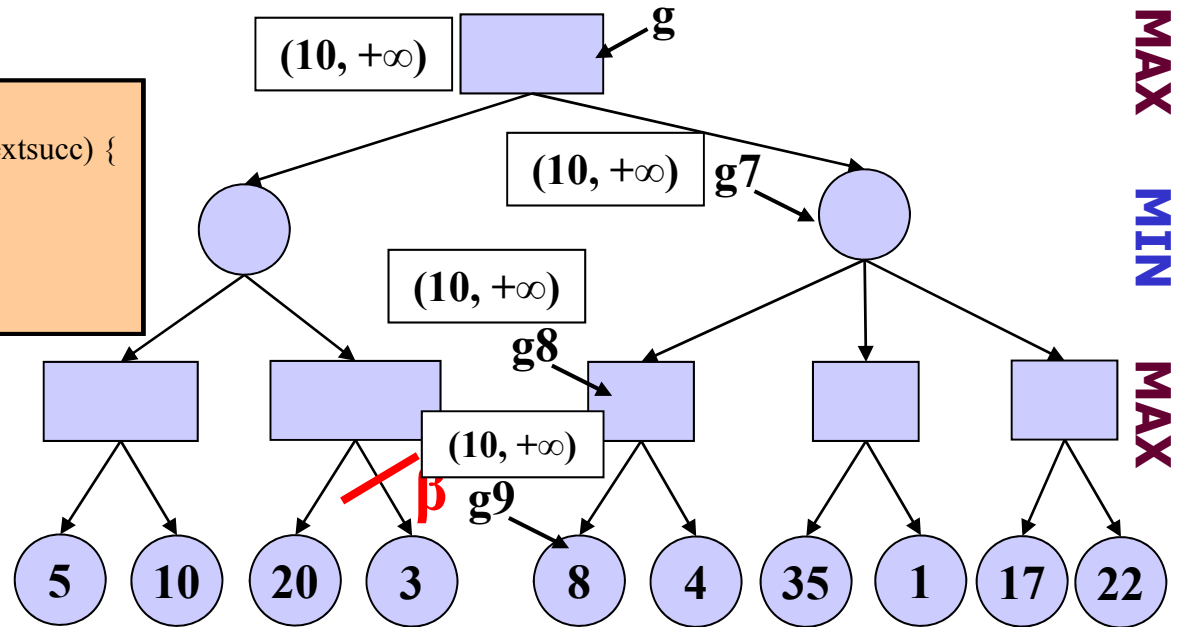 g
(10, +∞)
MAX
extsucc) {
(10, +∞)
g7
MIN
(10, +∞)
g8
MAX
(10, +∞)
β
g9
5 10 20 3 8 4 35 1 17 22